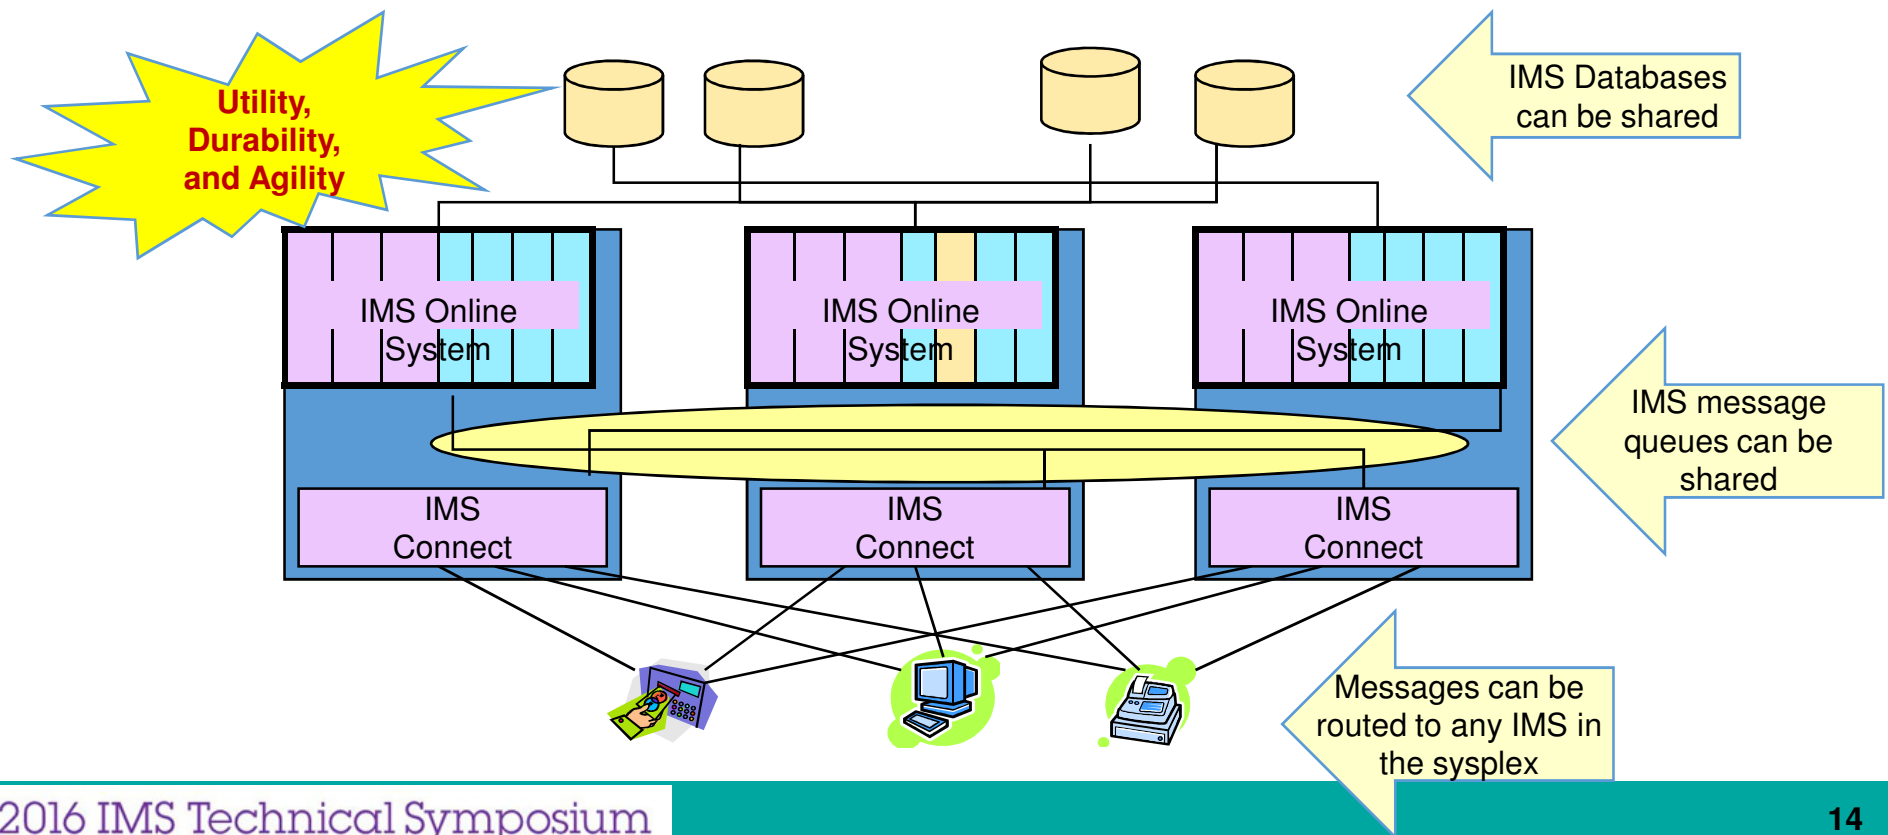 Utility,
Durability,
and Agility
IMS Databases
can be shared
IMS Online
System
IMS Online
System
IMS Online
System
IMS message
queues can be
shared
IMS
Connect
IMS
Connect
IMS
Connect
Messages can be
routed to any IMS in
the sysplex
2016 IMS Technical Symposium
14